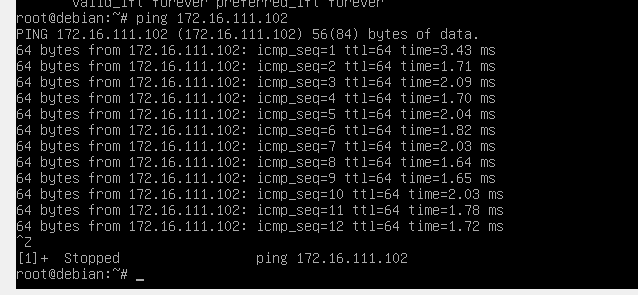 valid_lft forever preferred_lft forever
root@debian:~# ping 172.16.111.102
PING 172.16.111.102 (172.16.111.102) 56(84) bytes of data.
64 bytes from 172.16.111.102: icmp_seq=1 ttl=64 time=3.43 ms
64 bytes from 172.16.111.102: icmp_seq=2 ttl=64 time=1.71 ms
64 bytes from 172.16.111.102: icmp_seq=3 ttl=64 time=2.09 ms
64 bytes from 172.16.111.102: icmp_seq=4 ttl=64 time=1.70 ms
64 bytes from 172.16.111.102: icmp_seq=5 ttl=64 time=2.04 ms
64 bytes from 172.16.111.102: icmp_seq=6 ttl=64 time=1.82 ms
64 bytes from 172.16.111.102: icmp_seq=7 ttl=64 time=2.03 ms
64 bytes from 172.16.111.102: icmp_seq=8 ttl=64 time=1.64 ms
64 bytes from 172.16.111.102: icmp_seq=9 ttl=64 time=1.65 ms
64 bytes from 172.16.111.102: icmp_seq=10 ttl=64 time=2.03 ms
64 bytes from 172.16.111.102: icmp_seq=11 ttl=64 time=1.78 ms
64 bytes from 172.16.111.102: icmp_seq=12 ttl=64 time=1.72 ms
^Z
[1]+  Stopped                 ping 172.16.111.102
root@debian:~# _